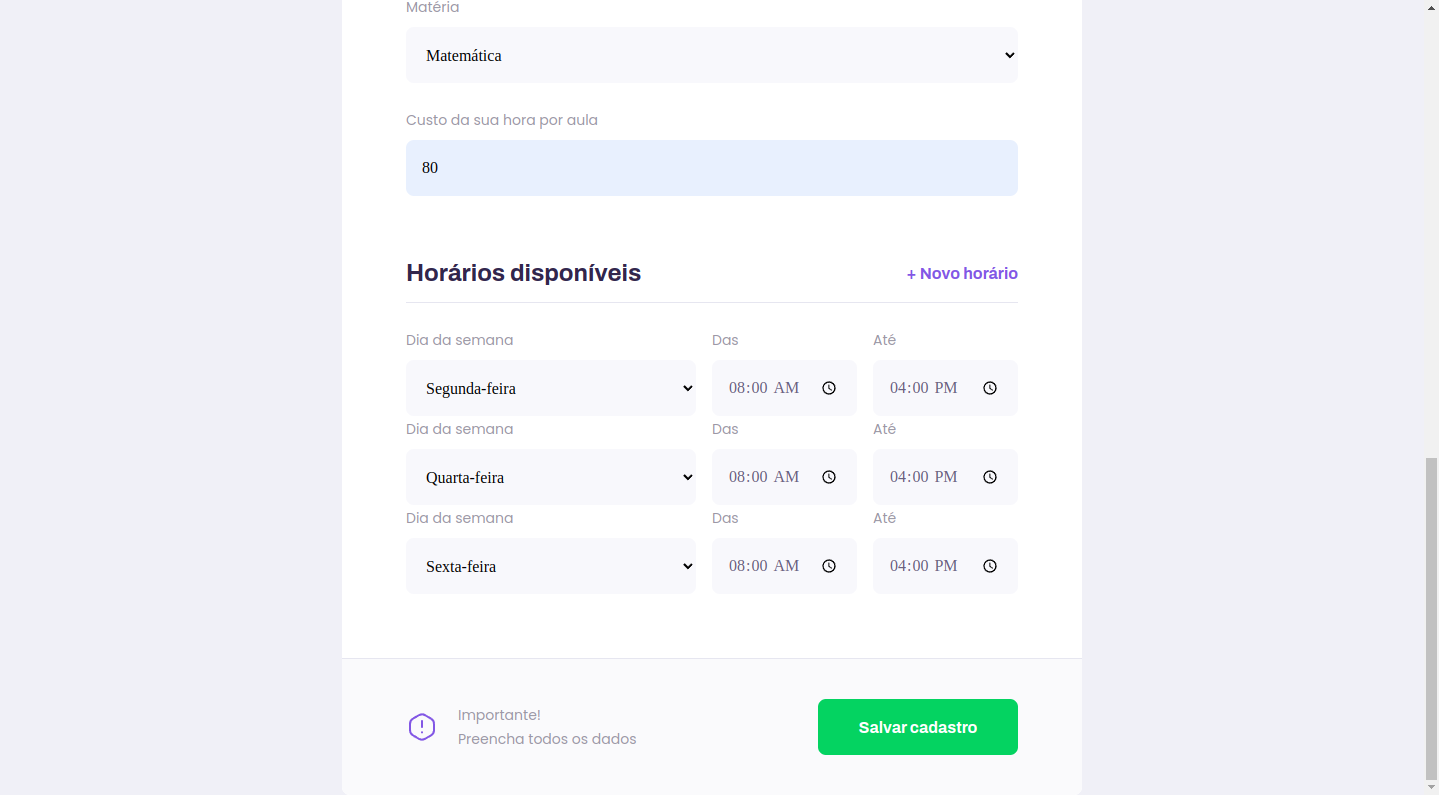 Matéria
Matemática
Custo da sua hora por aula
80
Horários disponíveis + Novo horário
Dia da semana Das Até
Segunda-feira 08:00 AM 04:00 PM
Dia da semana Das Até
Quarta-feira 08:00 AM 04:00 PM
Dia da semana Das Até
Sexta-feira 08:00 AM 04:00 PM
Importante!
Preencha todos os dados
Salvar cadastro